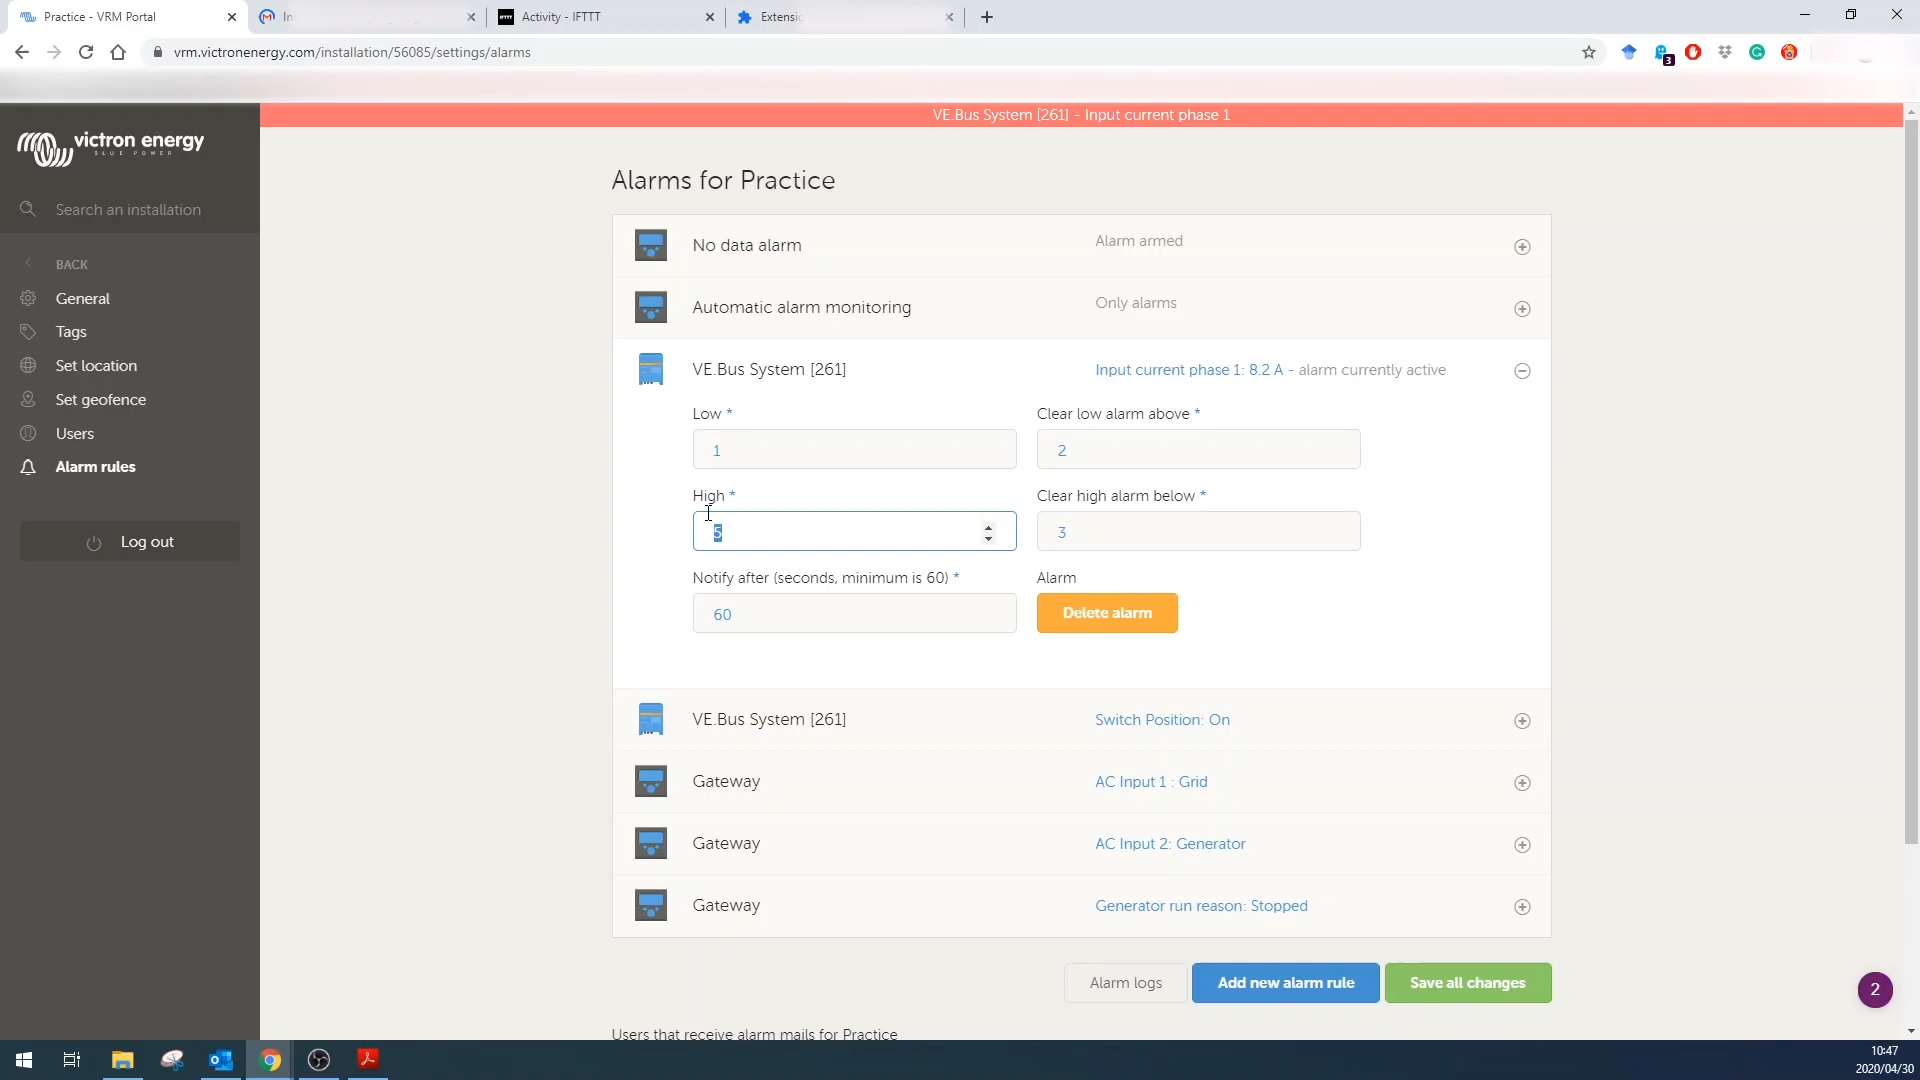 Practice - VRM Portal
Activity - IFTTT
vrm.victronenergy.com/installation/56085/settings/alarms
3
VE.Bus System [261] - Input current phase 1
victron energy
BLUE POWER
Search an installation
BACK
General
Tags
Set location
Set geofence
Users
Alarm rules
Log out
Alarms for Practice
No data alarm
Alarm armed
Automatic alarm monitoring
Only alarms
VE.Bus System [261]
Input current phase 1: 8.2 A - alarm currently active
Low *
Clear low alarm above *
1
2
High *
Clear high alarm below *
5
3
Notify after (seconds, minimum is 60) *
Alarm
60
Delete alarm
VE.Bus System [261]
Switch Position: On
Gateway
AC Input 1 : Grid
Gateway
AC Input 2: Generator
Gateway
Generator run reason: Stopped
Alarm logs
Add new alarm rule
Save all changes
2
Users that receive alarm mails for Practice
10:47
2020/04/30